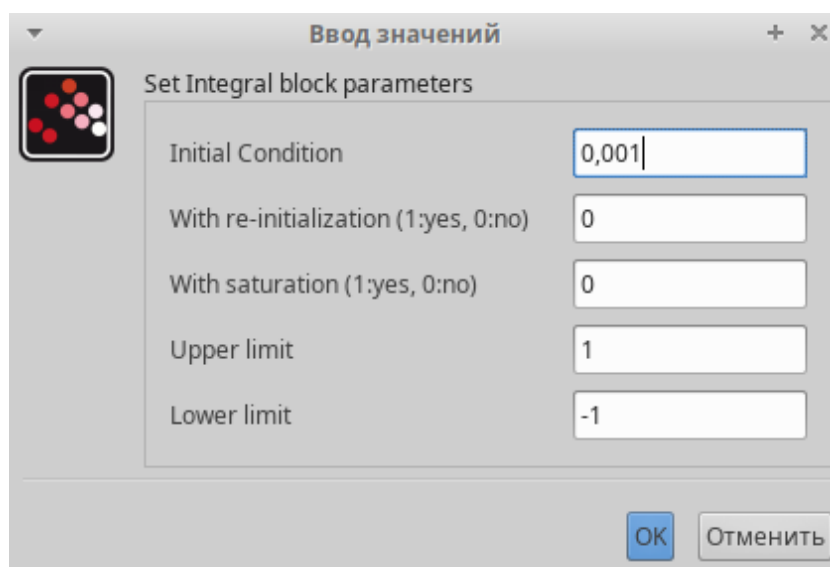 Ввод значений
Set Integral block parameters
Initial Condition 0,001
With re-initialization (1:yes, 0:no) 0
With saturation (1:yes, 0:no) 0
Upper limit 1
Lower limit -1
OK Отменить